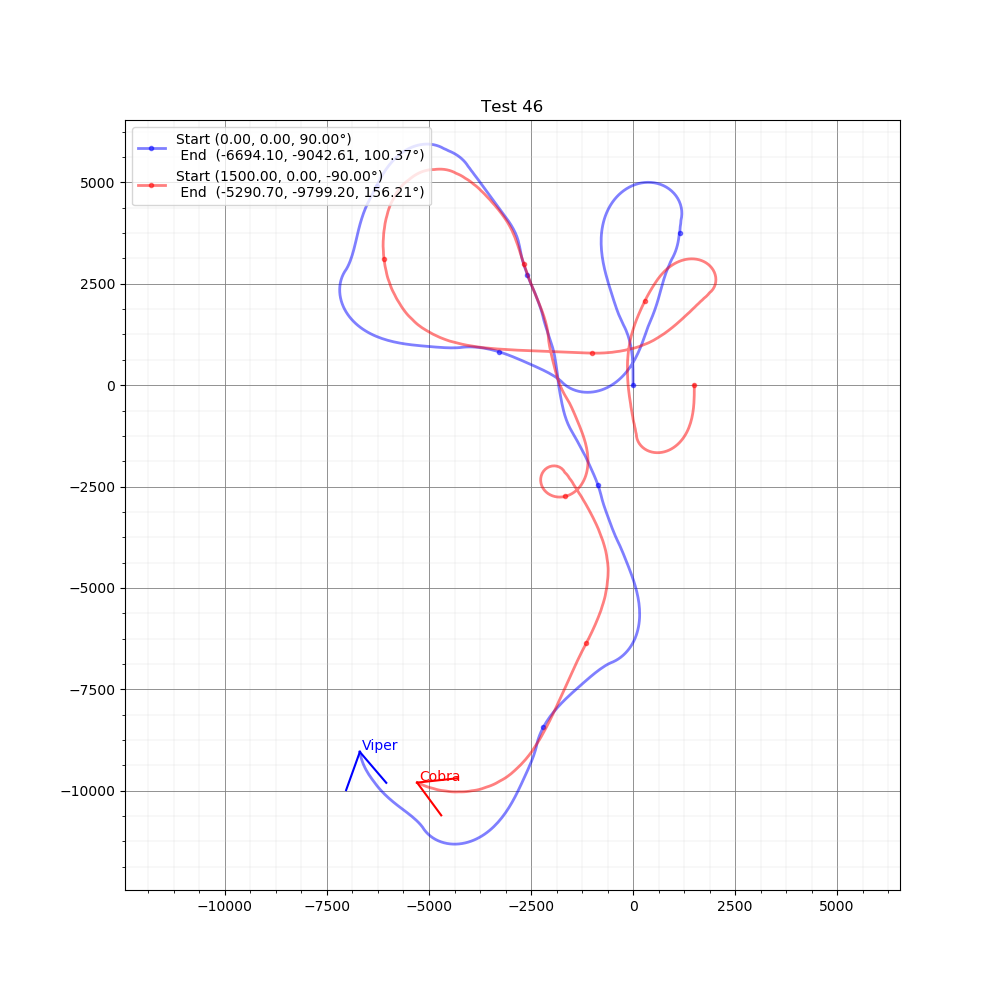 Test 46
Start (0.00, 0.00, 90.00°)
End (-6694.10, -9042.61, 100.37°)
Start (1500.00, 0.00, -90.00°)
End (-5290.70, -9799.20, 156.21°)
5000
2500
0
−2500
−5000
−7500
−10000
Viper
Cobra
−10000 −7500 −5000 −2500 0 2500 5000